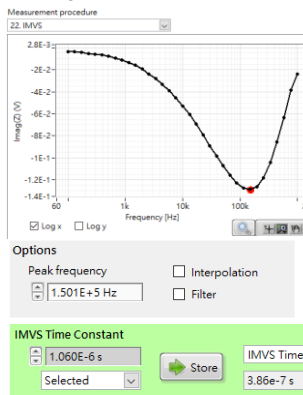 Measurement procedure
22. IMVS
2.8E-3
-2E-2
-4E-2
-6E-2
-8E-2
-1E-1
-1.2E-1
-1.4E-1
Imag(Z) (V)
60 1k 10k 100k
Frequency [Hz]
Log x Log y
Options
Peak frequency Interpolation
1.501E+5 Hz Filter
IMVS Time Constant
1.060E-6 s IMVS Time
Store
Selected 3.86e-7 s